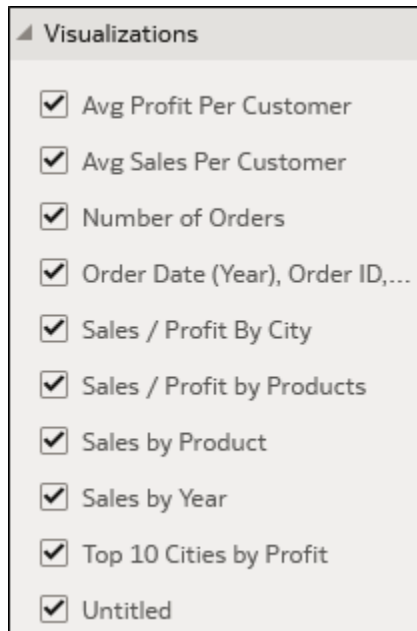 Visualizations
Avg Profit Per Customer
Avg Sales Per Customer
Number of Orders
Order Date (Year), Order ID,...
Sales / Profit By City
Sales / Profit by Products
Sales by Product
Sales by Year
Top 10 Cities by Profit
Untitled